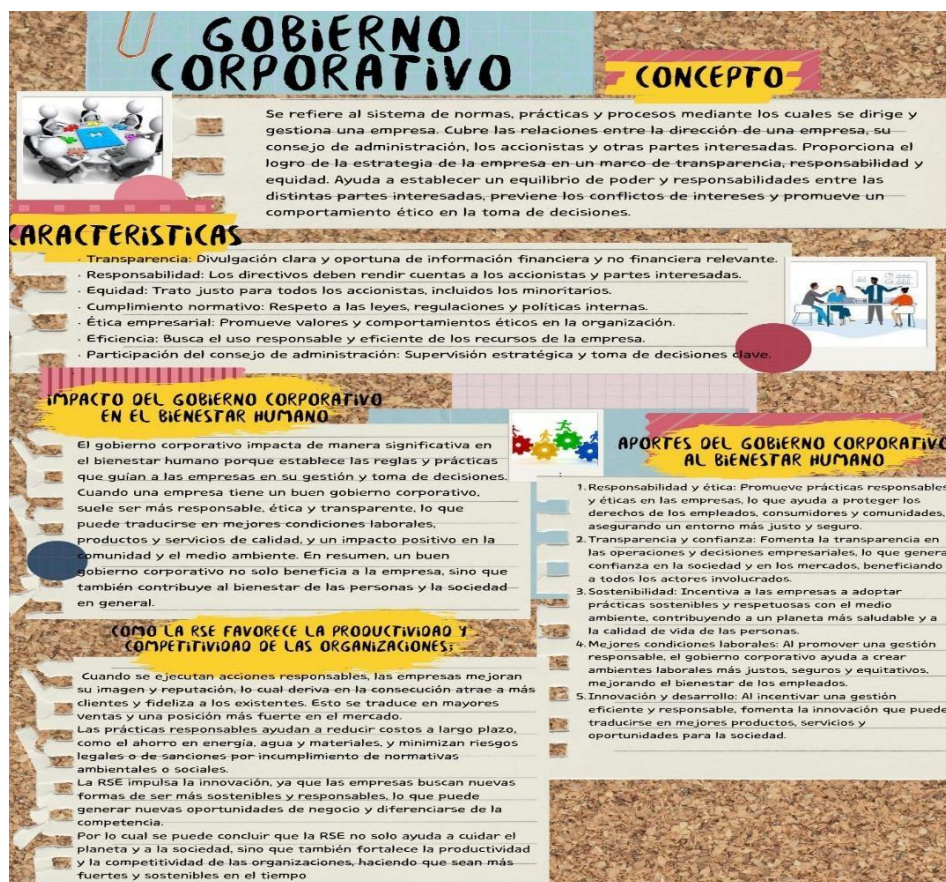 GOBIERNO
CORPORATIVO
CONCEPTO
Se refiere al sistema de normas, prácticas y procesos mediante los cuales se dirige y
gestiona una empresa. Cubre las relaciones entre la dirección de una empresa, su
consejo de administración, los accionistas y otras partes interesadas. Proporciona el
logro de la estrategia de la empresa en un marco de transparencia, responsabilidad y
equidad. Ayuda a establecer un equilibrio de poder y responsabilidades entre las
distintas partes interesadas, previene los conflictos de intereses y promueve un
comportamiento ético en la toma de decisiones.
CARACTERISTICAS
· Transparencia: Divulgación clara y oportuna de información financiera y no financiera relevante.
· Responsabilidad: Los directivos deben rendir cuentas a los accionistas y partes interesadas.
· Equidad: Trato justo para todos los accionistas, incluidos los minoritarios.
· Cumplimiento normativo: Respeto a las leyes, regulaciones y políticas internas.
· Ética empresarial: Promueve valores y comportamientos éticos en la organización.
· Eficiencia: Busca el uso responsable y eficiente de los recursos de la empresa.
· Participación del consejo de administración: Supervisión estratégica y toma de decisiones clave.
IMPACTO DEL GOBIERNO CORPORATIVO
EN EL BIENESTAR HUMANO
El gobierno corporativo impacta de manera significativa en
el bienestar humano porque establece las reglas y prácticas
que guían a las empresas en su gestión y toma de decisiones.
Cuando una empresa tiene un buen gobierno corporativo,
suele ser más responsable, ética y transparente, lo que
puede traducirse en mejores condiciones laborales,
productos y servicios de calidad, y un impacto positivo en la
comunidad y el medio ambiente. En resumen, un buen
gobierno corporativo no solo beneficia a la empresa, sino que
también contribuye al bienestar de las personas y la sociedad
en general.
APORTES DEL GOBIERNO CORPORATIVO
AL BIENESTAR HUMANO
1. Responsabilidad y ética: Promueve prácticas responsables
y éticas en las empresas, lo que ayuda a proteger los
derechos de los empleados, consumidores y comunidades,
asegurando un entorno más justo y seguro.
2. Transparencia y confianza: Fomenta la transparencia en
las operaciones y decisiones empresariales, lo que genera
confianza en la sociedad y en los mercados, beneficiando
a todos los actores involucrados.
3. Sostenibilidad: Incentiva a las empresas a adoptar
prácticas sostenibles y respetuosas con el medio
ambiente, contribuyendo a un planeta más saludable y a
la calidad de vida de las personas.
4. Mejores condiciones laborales: Al promover una gestión
responsable, el gobierno corporativo ayuda a crear
ambientes laborales más justos, seguros y equitativos,
mejorando el bienestar de los empleados.
5. Innovación y desarrollo: Al incentivar una gestión
eficiente y responsable, fomenta la innovación que puede
traducirse en mejores productos, servicios y
oportunidades para la sociedad.
COMO LA RSE FAVORECE LA PRODUCTIVIDAD Y
COMPETITIVIDAD DE LAS ORGANIZACIONES;
Cuando se ejecutan acciones responsables, las empresas mejoran
su imagen y reputación, lo cual deriva en la consecución atrae a más
clientes y fideliza a los existentes. Esto se traduce en mayores
ventas y una posición más fuerte en el mercado.
Las prácticas responsables ayudan a reducir costos a largo plazo,
como el ahorro en energía, agua y materiales, y minimizan riesgos
legales o de sanciones por incumplimiento de normativas
ambientales o sociales.
La RSE impulsa la innovación, ya que las empresas buscan nuevas
formas de ser más sostenibles y responsables, lo que puede
generar nuevas oportunidades de negocio y diferenciarse de la
competencia.
Por lo cual se puede concluir que la RSE no solo ayuda a cuidar el
planeta y a la sociedad, sino que también fortalece la productividad
y la competitividad de las organizaciones, haciendo que sean más
fuertes y sostenibles en el tiempo